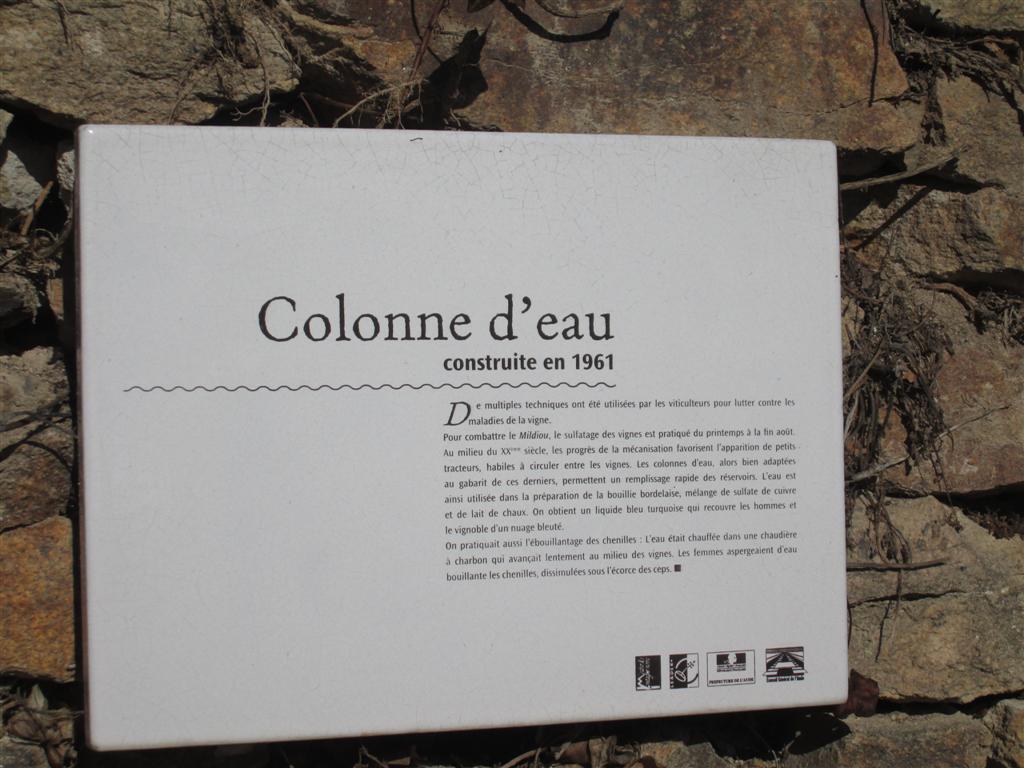 Colonne d'eau
construite en 1961
De multiples techniques ont été utilisées par les viticulteurs pour lutter contre les
maladies de la vigne.
Pour combattre le Mildiou, le sulfatage des vignes est pratiqué du printemps à la fin août.
Au milieu du XXème siècle, les progrès de la mécanisation favorisent l'apparition de petits
tracteurs, habiles à circuler entre les vignes. Les colonnes d'eau, alors bien adaptées
au gabarit de ces derniers, permettent un remplissage rapide des réservoirs. L'eau est
ainsi utilisée dans la préparation de la bouillie bordelaise, mélange de sulfate de cuivre
et de lait de chaux. On obtient un liquide bleu turquoise qui recouvre les hommes et
le vignoble d'un nuage bleuté.
On pratiquait aussi l'ébouillantage des chenilles : L'eau était chauffée dans une chaudière
à charbon qui avançait lentement au milieu des vignes. Les femmes aspergeaient d'eau
bouillante les chenilles, dissimulées sous l'écorce des ceps. ■
PREFECTURE DE L'AUDE
Conseil Général de l'Aude